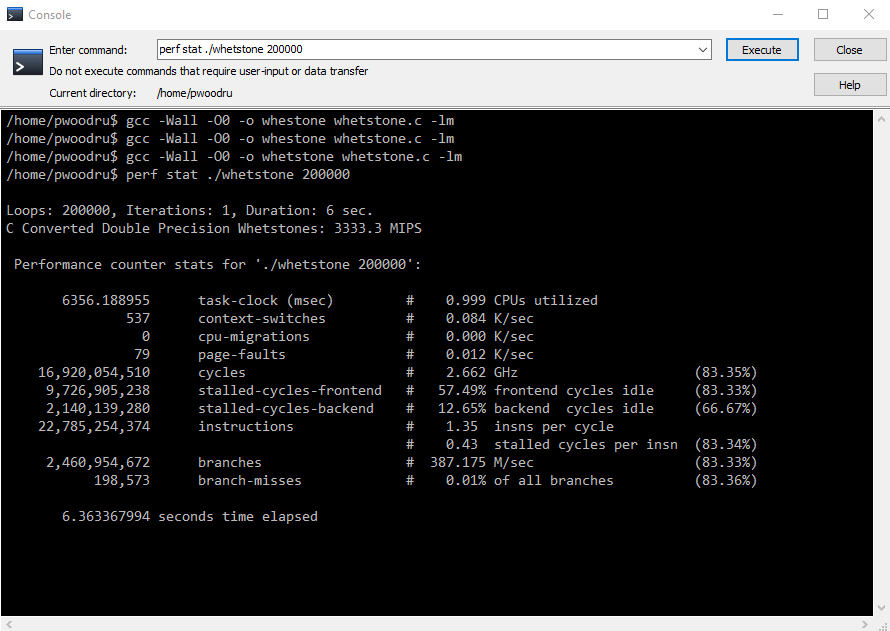 Console
Enter command: perf stat ./whetstone 200000 Execute Close
Do not execute commands that require user-input or data transfer
Current directory: /home/pwoodru Help
/home/pwoodru$ gcc -Wall -O0 -o whestone whetstone.c -lm
/home/pwoodru$ gcc -Wall -O0 -o whestone whetstone.c -lm
/home/pwoodru$ gcc -Wall -O0 -o whetstone whetstone.c -lm
/home/pwoodru$ perf stat ./whetstone 200000
Loops: 200000, Iterations: 1, Duration: 6 sec.
C Converted Double Precision Whetstones: 3333.3 MIPS
Performance counter stats for './whetstone 200000':
6356.188955 task-clock (msec) # 0.999 CPUs utilized
537 context-switches # 0.084 K/sec
0 cpu-migrations # 0.000 K/sec
79 page-faults # 0.012 K/sec
16,920,054,510 cycles # 2.662 GHz (83.35%)
9,726,905,238 stalled-cycles-frontend # 57.49% frontend cycles idle (83.33%)
2,140,139,280 stalled-cycles-backend # 12.65% backend cycles idle (66.67%)
22,785,254,374 instructions # 1.35 insns per cycle
# 0.43 stalled cycles per insn (83.34%)
2,460,954,672 branches # 387.175 M/sec (83.33%)
198,573 branch-misses # 0.01% of all branches (83.36%)
6.363367994 seconds time elapsed